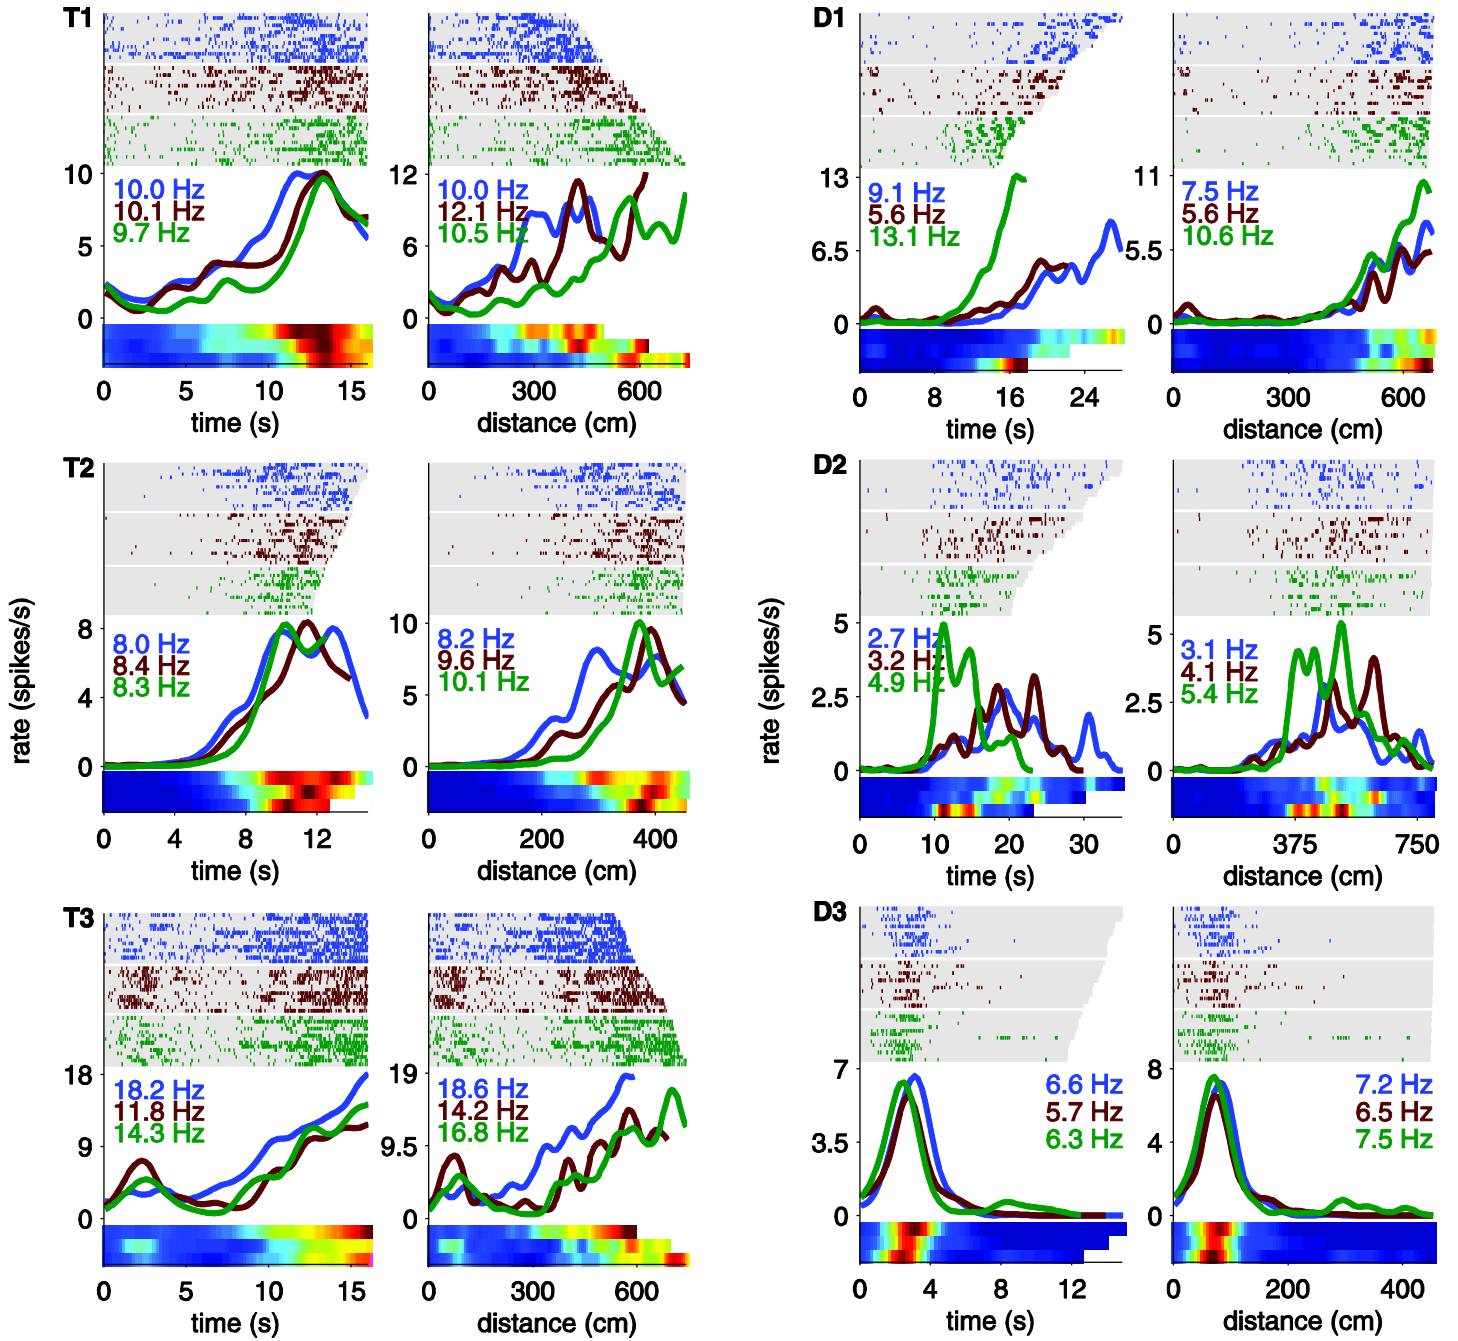 T1
10.0 Hz
10.1 Hz
9.7 Hz
10
5
0
0 5 10 15
time (s)
10.0 Hz
12.1 Hz
10.5 Hz
12
6
0
0 300 600
distance (cm)
D1
9.1 Hz
5.6 Hz
13.1 Hz
13
6.5
0
0 8 16 24
time (s)
7.5 Hz
5.6 Hz
10.6 Hz
11
5.5
0
0 300 600
distance (cm)
rate (spikes/s)
T2
8.0 Hz
8.4 Hz
8.3 Hz
8
4
0
0 4 8 12
time (s)
8.2 Hz
9.6 Hz
10.1 Hz
10
5
0
0 200 400
distance (cm)
rate (spikes/s)
D2
2.7 Hz
3.2 Hz
4.9 Hz
5
2.5
0
0 10 20 30
time (s)
3.1 Hz
4.1 Hz
5.4 Hz
5
2.5
0
0 375 750
distance (cm)
T3
18.2 Hz
11.8 Hz
14.3 Hz
18
9
0
0 5 10 15
time (s)
18.6 Hz
14.2 Hz
16.8 Hz
19
9.5
0
0 300 600
distance (cm)
D3
6.6 Hz
5.7 Hz
6.3 Hz
7
3.5
0
0 4 8 12
time (s)
7.2 Hz
6.5 Hz
7.5 Hz
8
4
0
0 200 400
distance (cm)